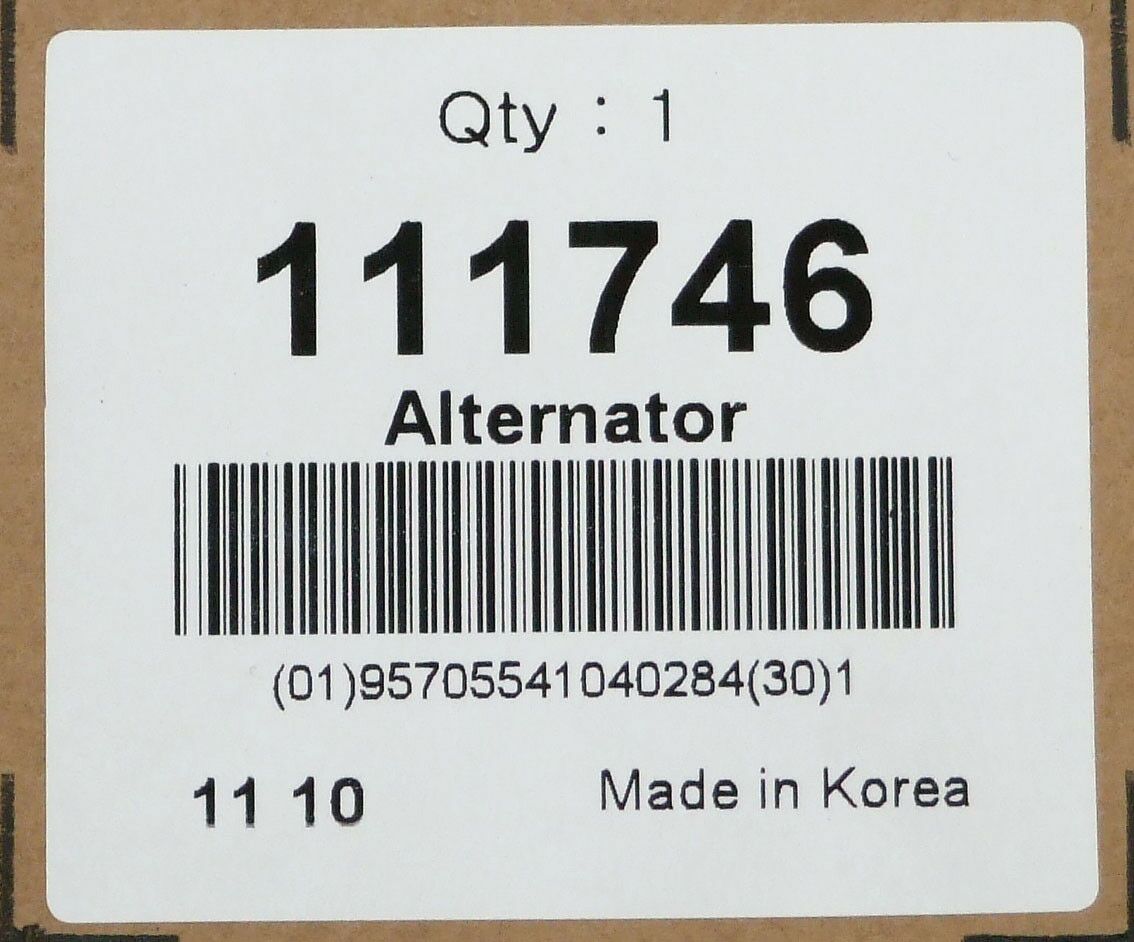 Qty : 1
111746
Alternator
(01)95705541040284(30)1
11 10
Made in Korea